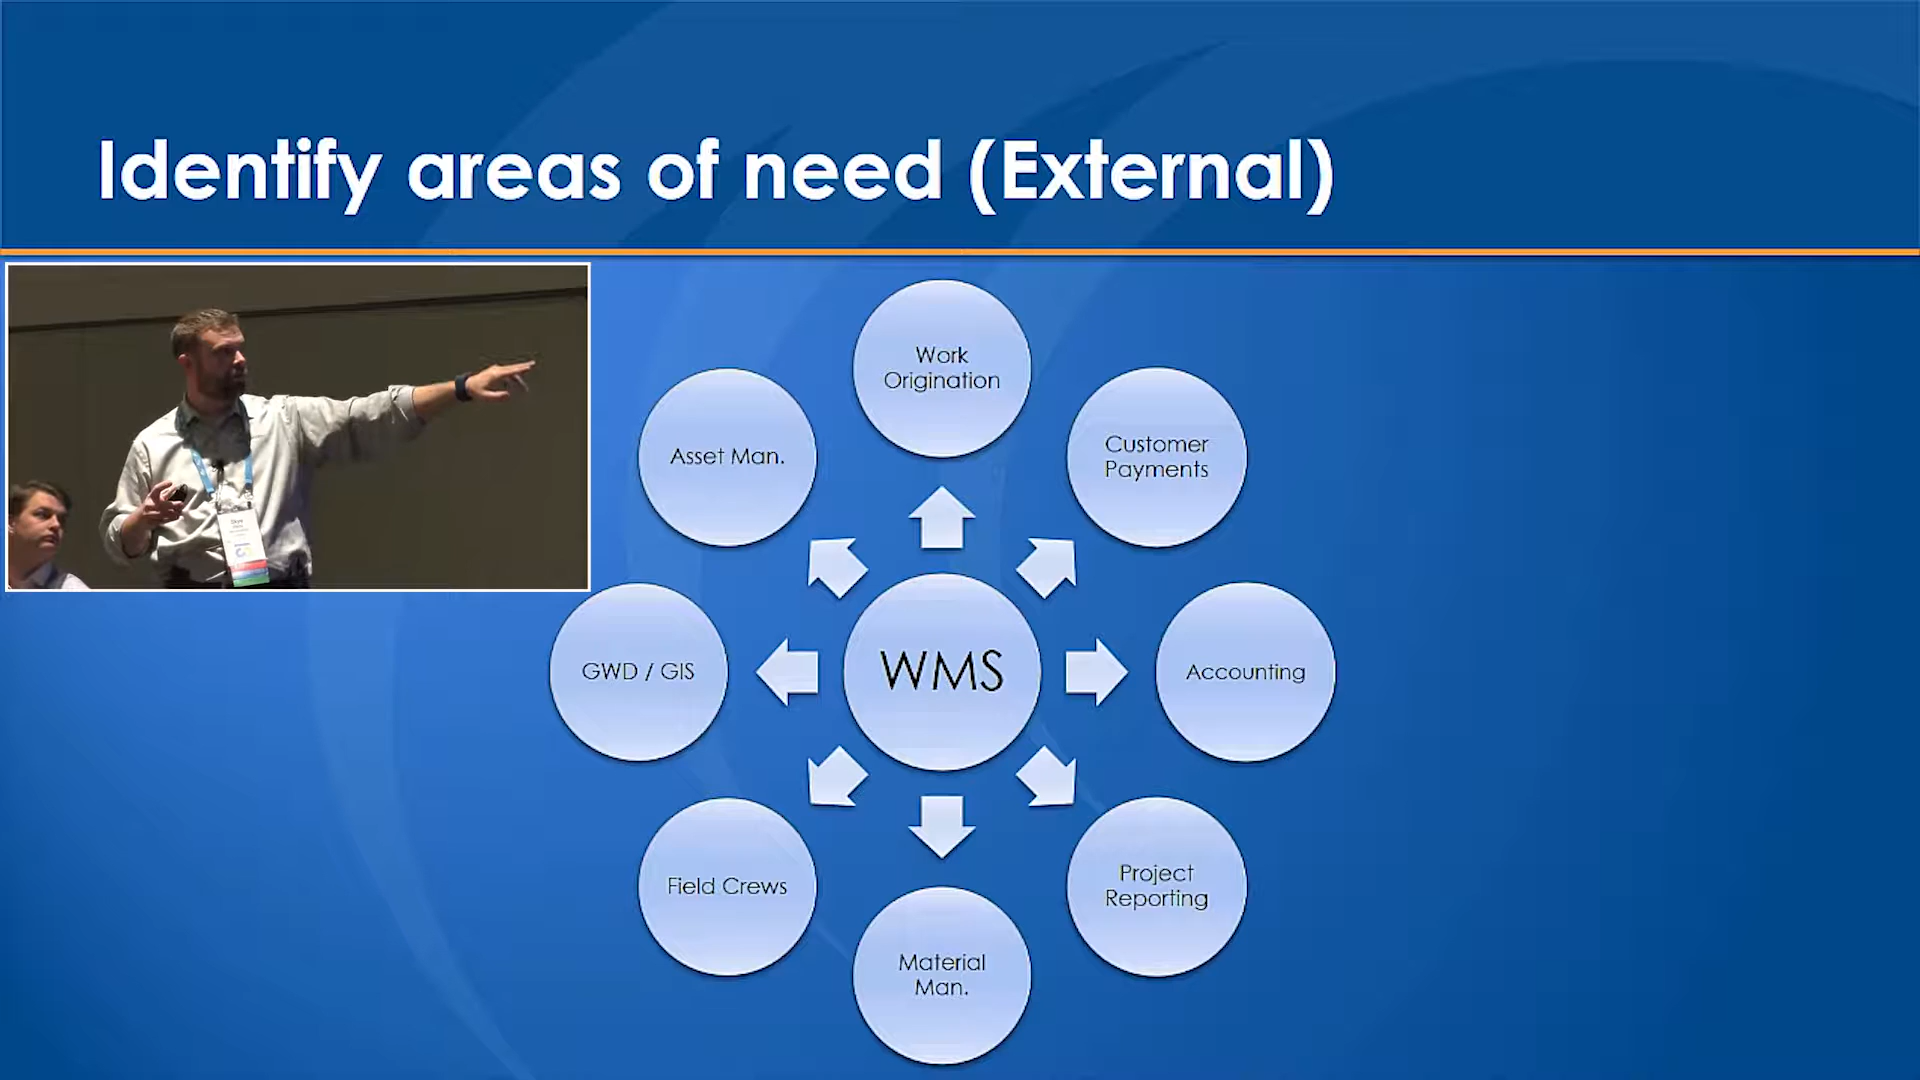 Identify areas of need (External)
Work
Origination
Customer
Payments
Asset Man.
WMS
GWD / GIS
Accounting
Field Crews
Project
Reporting
Material
Man.